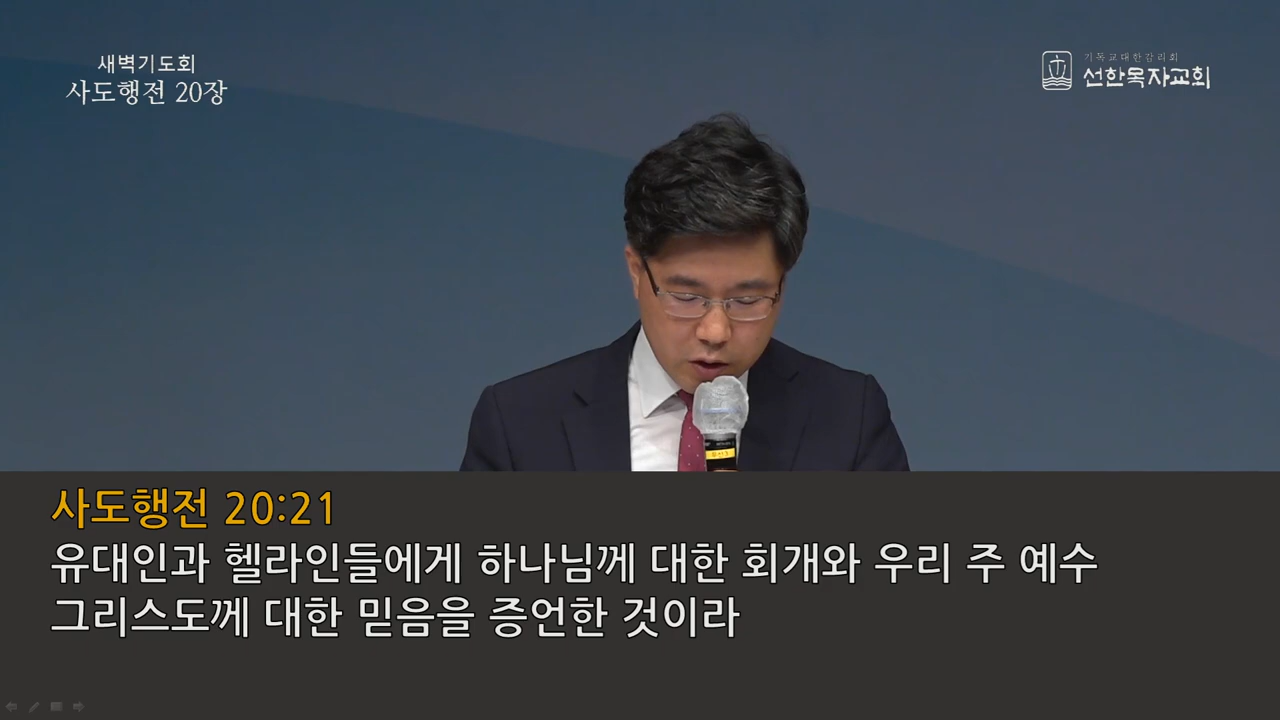 새벽기도회
사도행전 20장
기독교대한감리회
선한목자교회
사도행전 20:21
유대인과 헬라인들에게 하나님께 대한 회개와 우리 주 예수
그리스도께 대한 믿음을 증언한 것이라